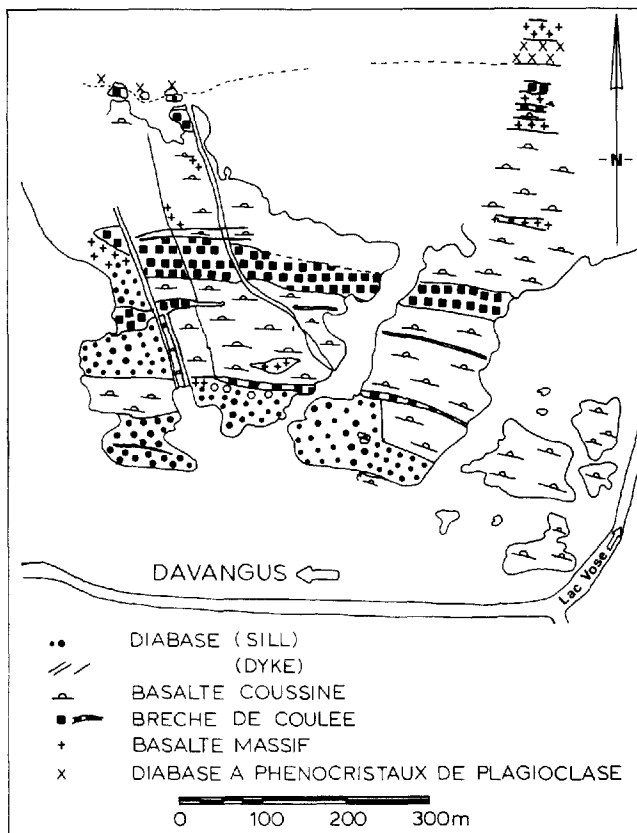 -N-
DAVANGUS
Lac Vose
DIABASE (SILL)
(DYKE)
BASALTE COUSSINE
BRECHE DE COULEE
BASALTE MASSIF
DIABASE A PHENOCRISTAUX DE PLAGIOCLASE
0 100 200 300m